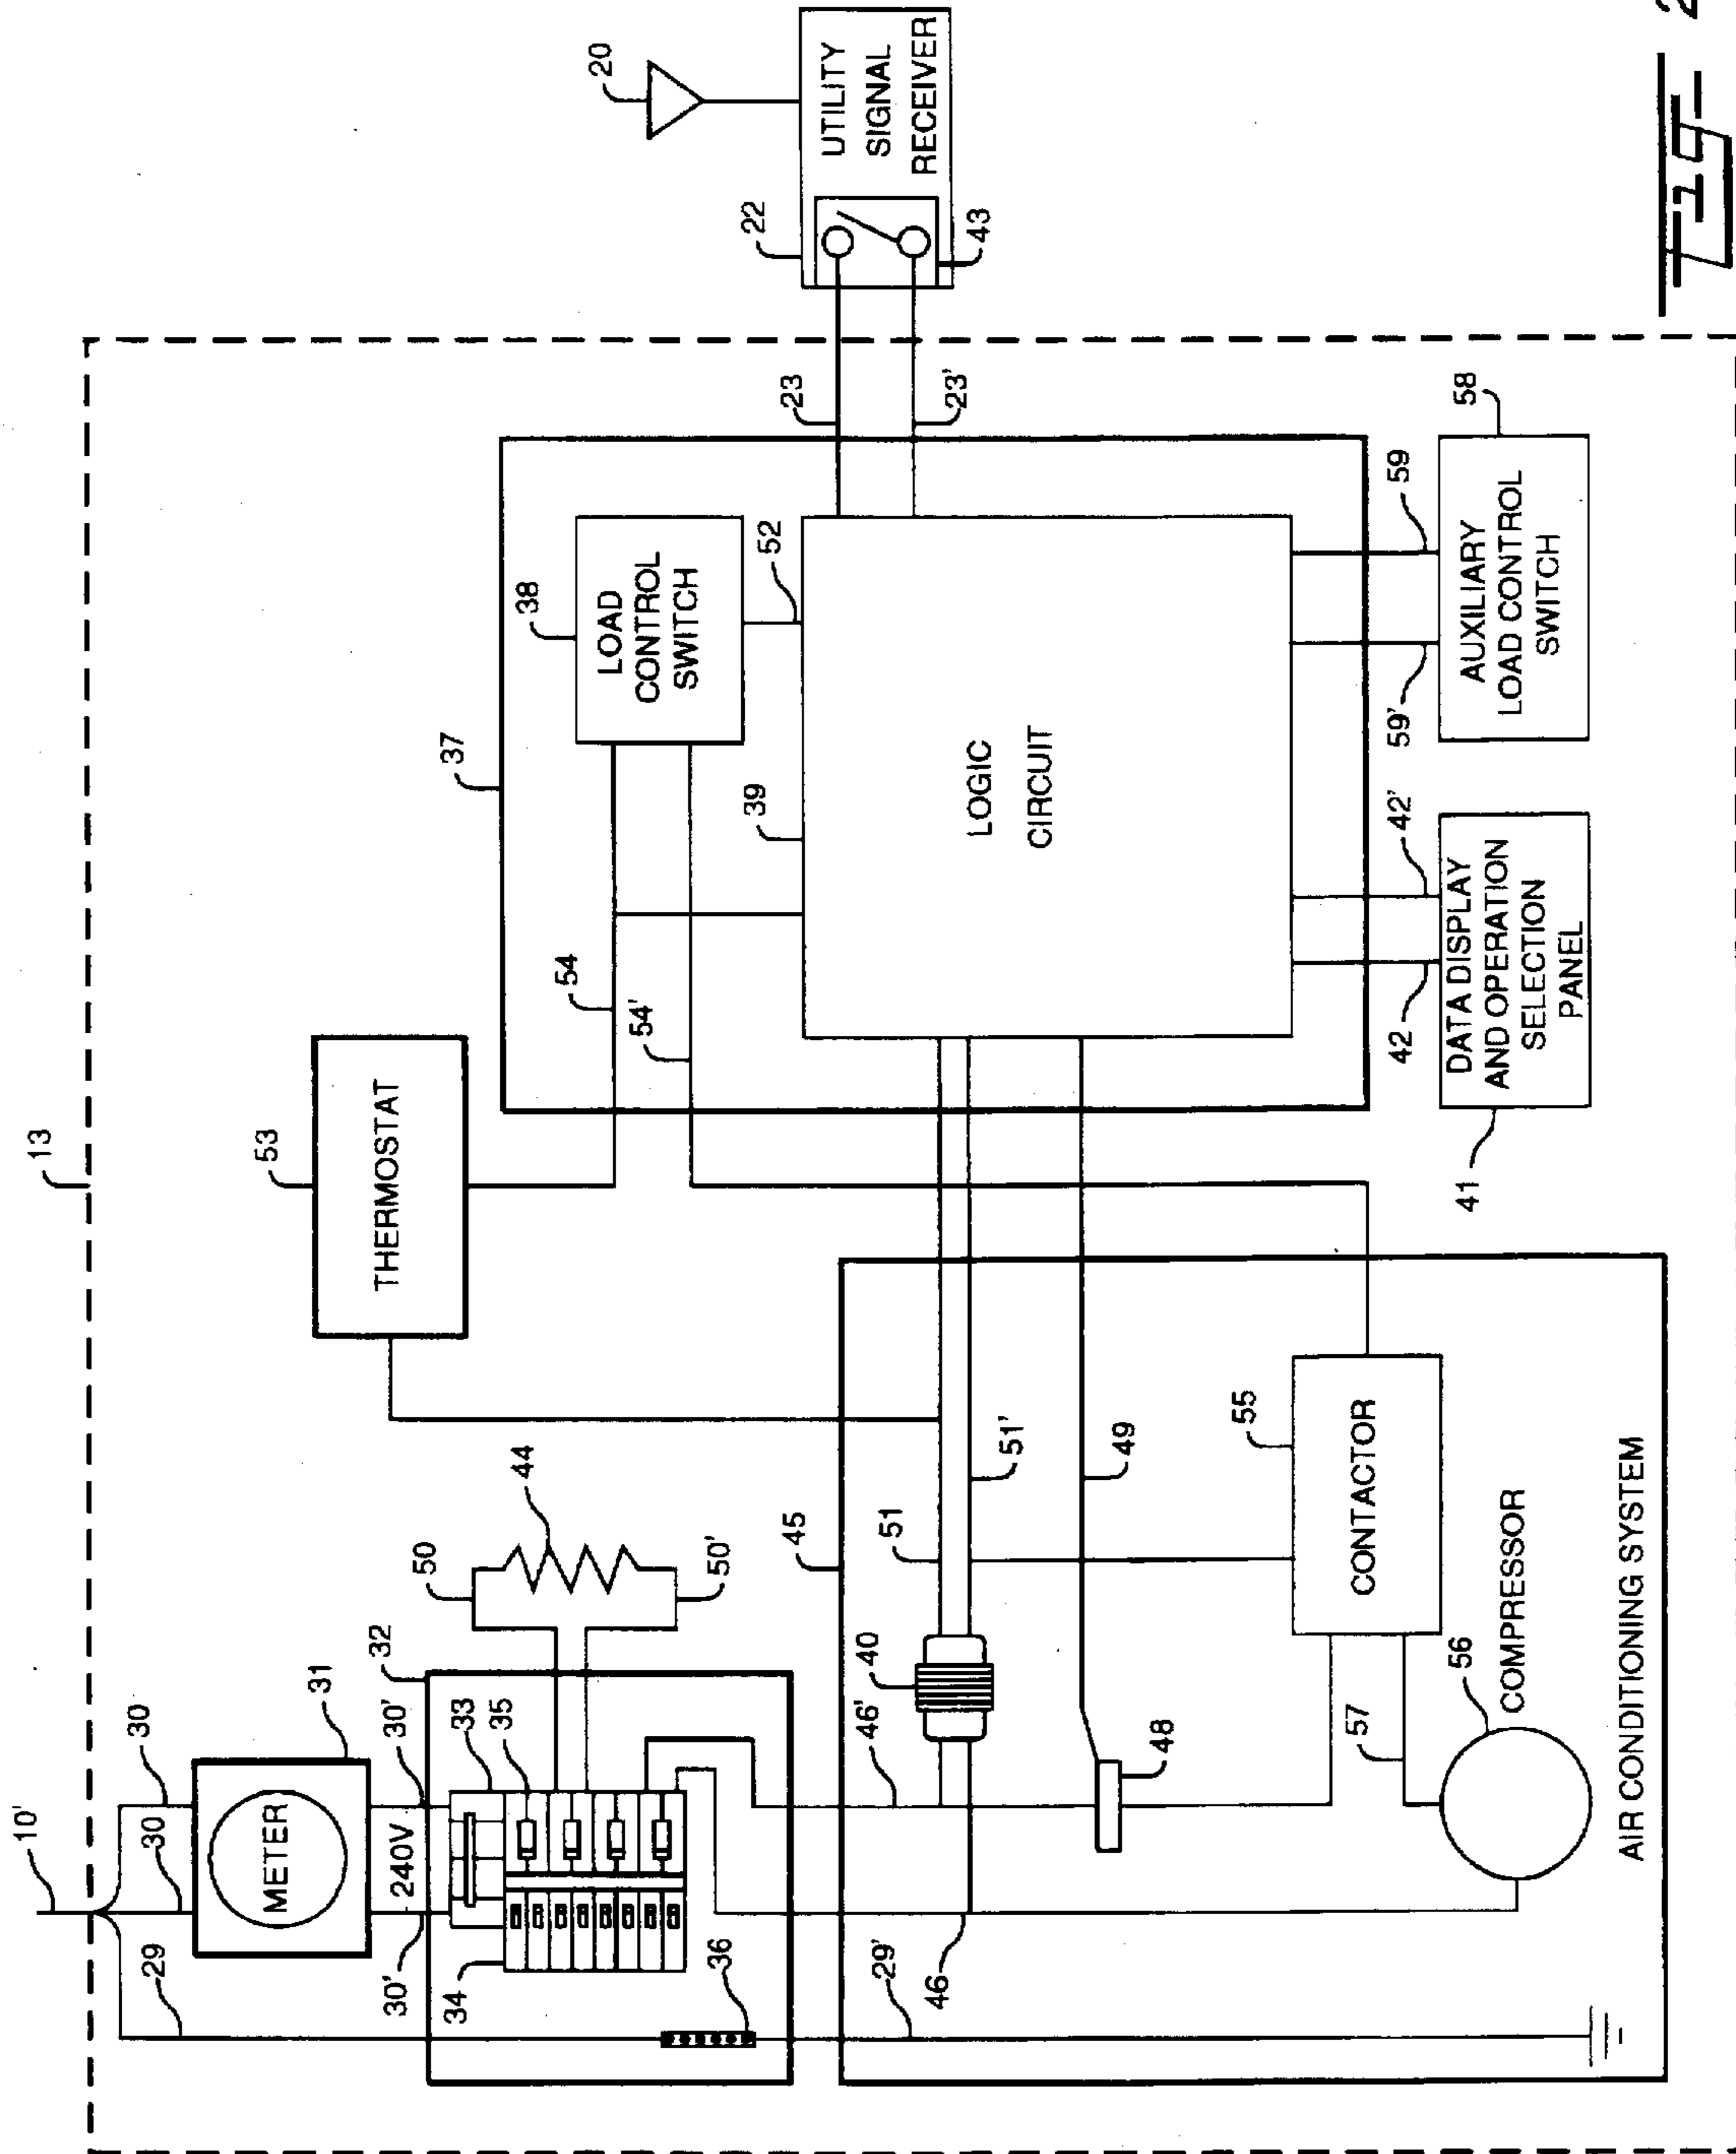 13
10'
30
30
29
METER
31
30'
240V
30'
32
33
35
34
36
50
44
50'
53
THERMOSTAT
37
54
54'
38
LOAD
CONTROL
SWITCH
52
39
LOGIC
CIRCUIT
23
23'
22
20
UTILITY
SIGNAL
RECEIVER
43
45
46'
40
51
51'
46
29'
48
49
55
CONTACTOR
57
56
COMPRESSOR
AIR CONDITIONING SYSTEM
42
42'
41
DATA DISPLAY
AND OPERATION
SELECTION
PANEL
59'
59
58
AUXILIARY
LOAD CONTROL
SWITCH
Fig- 2